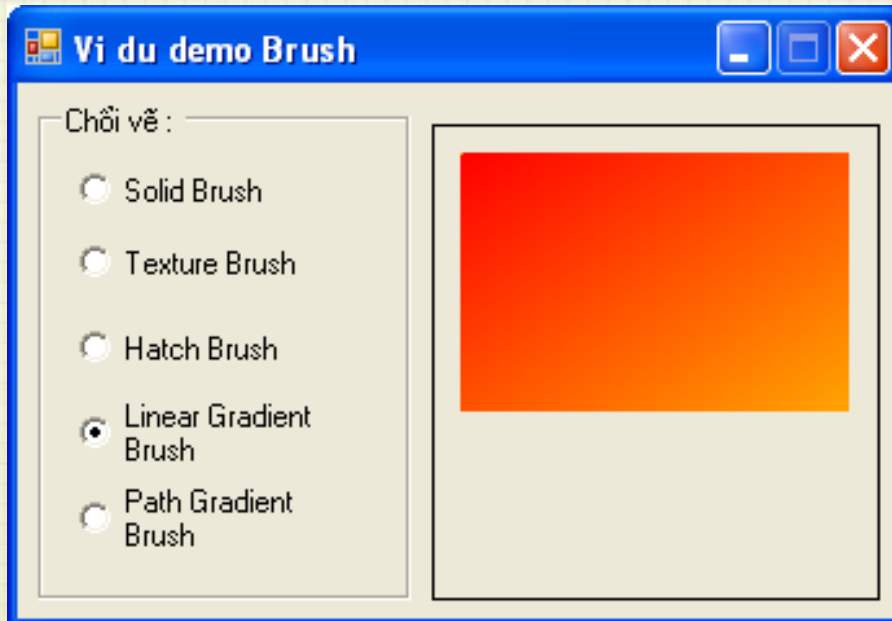 Vi du demo Brush
Chổi vẽ :
Solid Brush
Texture Brush
Hatch Brush
Linear Gradient
Brush
Path Gradient
Brush